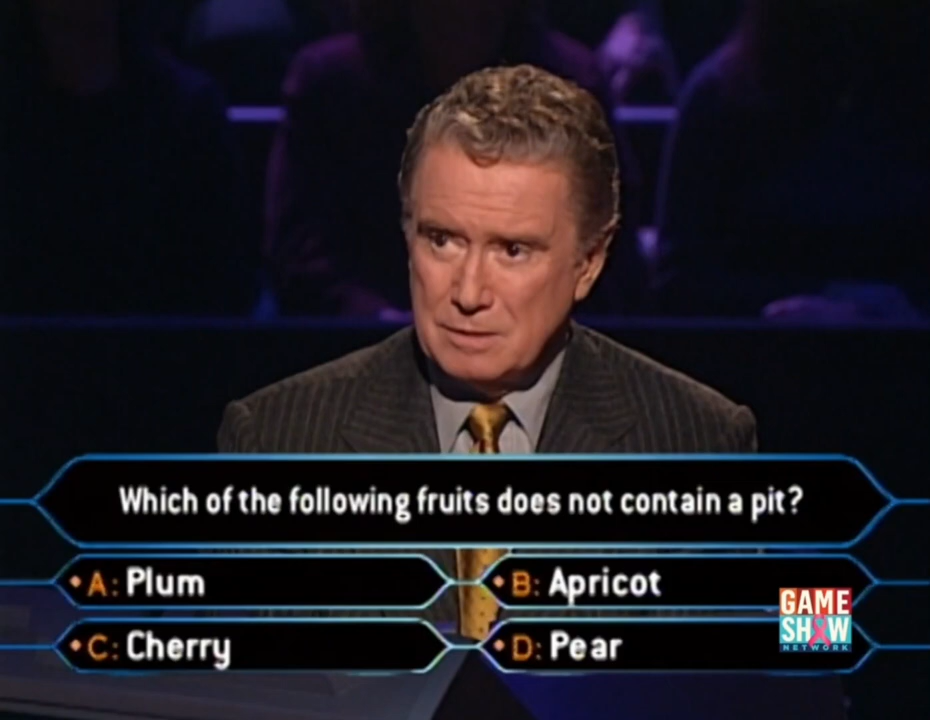 Which of the following fruits does not contain a pit?
A: Plum
B: Apricot
C: Cherry
D: Pear
GAME
SHOW
NETWORK